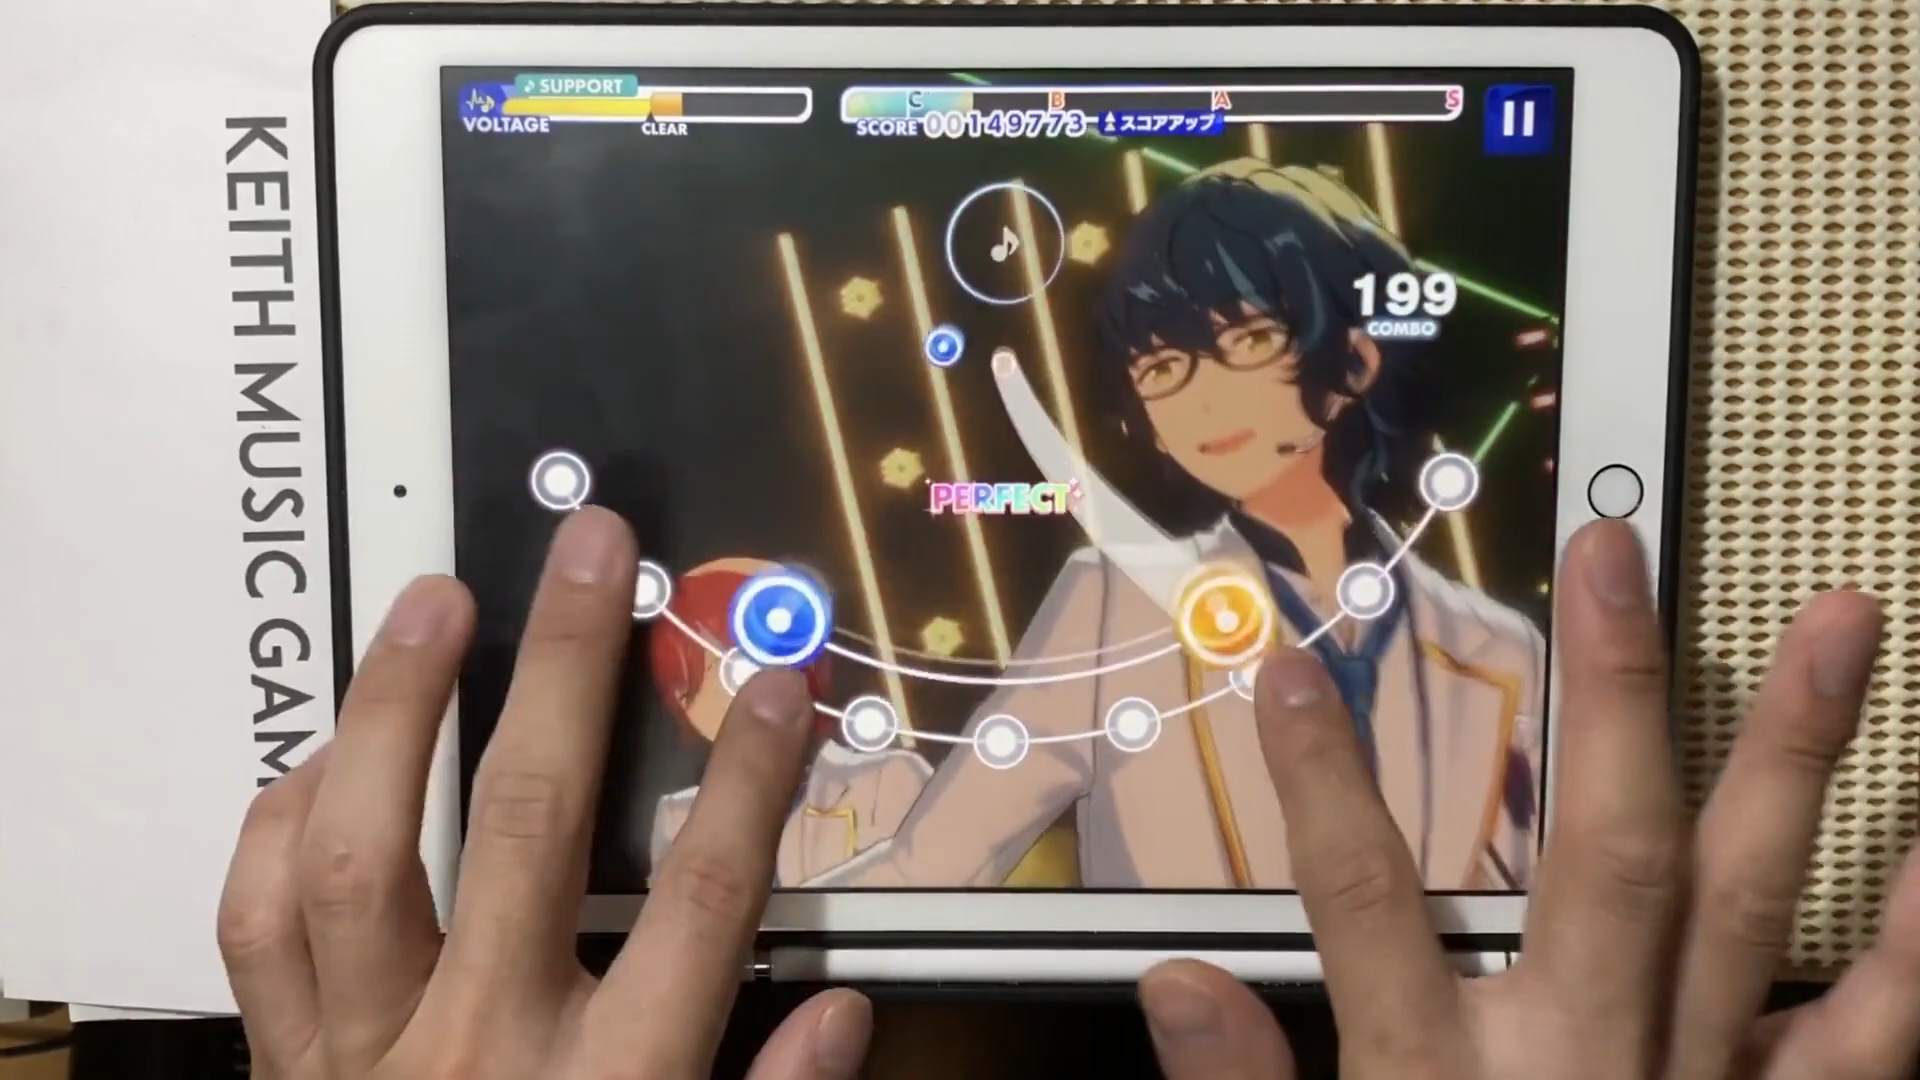 KEITH MUSIC GAM
SUPPORT
VOLTAGE
CLEAR
C B A S
SCORE 00149773 スコアアップ
199
COMBO
PERFECT